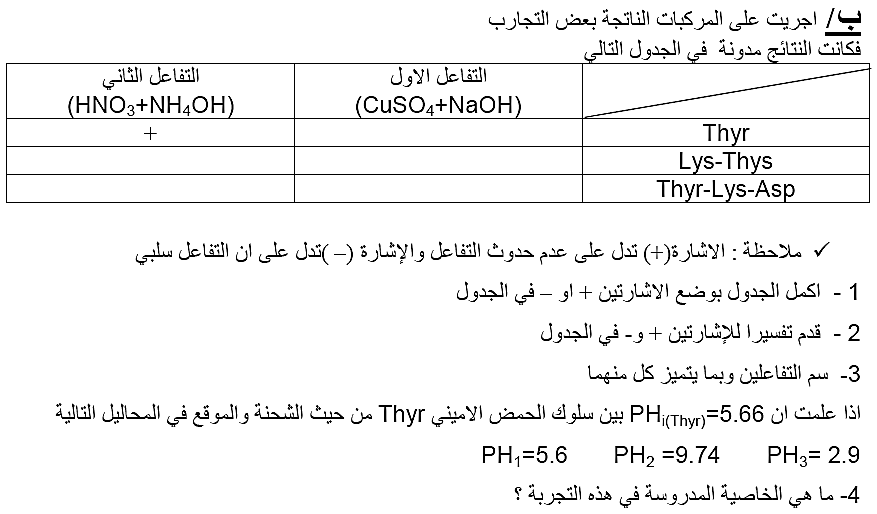 ب/ اجريت على المركبات الناتجة بعض التجارب
فكانت النتائج مدونة في الجدول التالي
التفاعل الاول (CuSO4+NaOH) التفاعل الثاني (HNO3+NH4OH)
Thyr +
Lys-Thys
Thyr-Lys-Asp
✓ ملاحظة : الاشارة(+) تدل على عدم حدوث التفاعل والإشارة (–)تدل على ان التفاعل سلبي
1 - اكمل الجدول بوضع الاشارتين + او – في الجدول
2 - قدم تفسيرا للإشارتين + و- في الجدول
3- سم التفاعلين وبما يتميز كل منهما
اذا علمت ان PHi(Thyr)=5.66 بين سلوك الحمض الاميني Thyr من حيث الشحنة والموقع في المحاليل التالية
PH1=5.6 PH2 =9.74 PH3= 2.9
4- ما هي الخاصية المدروسة في هذه التجربة ؟